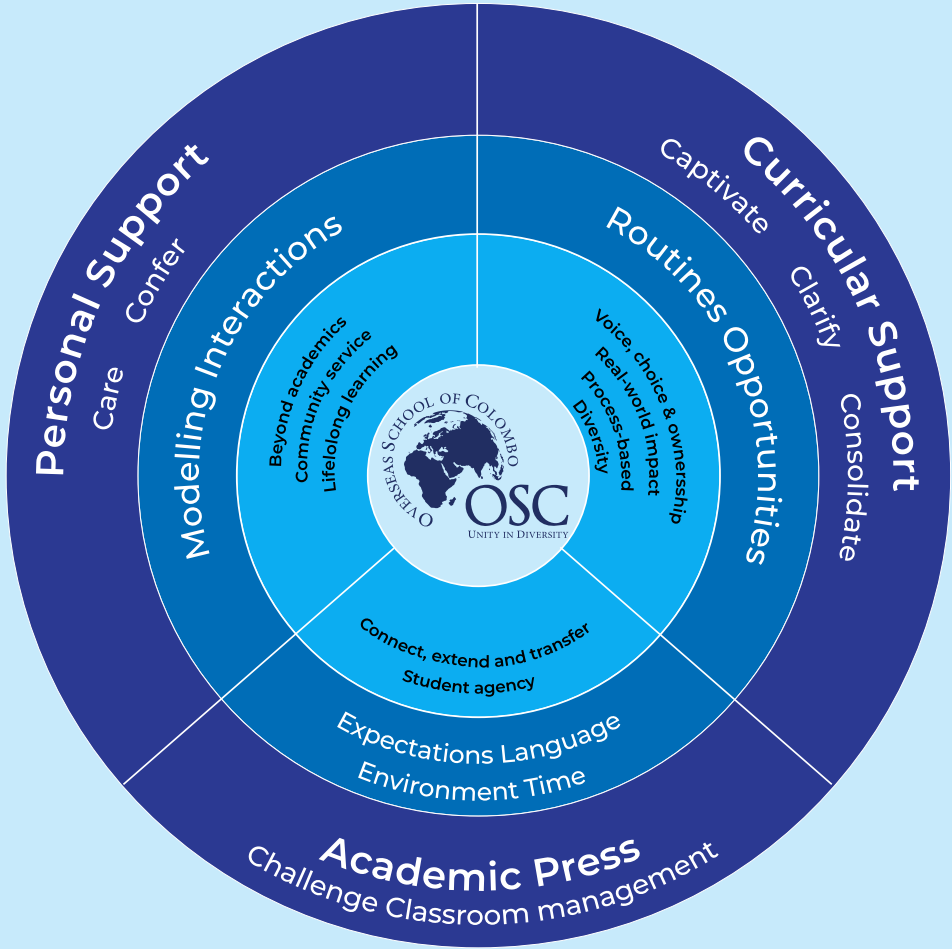 Personal Support
Confer
Care
Modelling Interactions
Beyond academics
Community service
Lifelong learning
Curricular Support
Captivate
Clarify
Consolidate
Routines Opportunities
Voice, choice & ownersship
Real-world impact
Process-based
Diversity
OVERSEAS SCHOOL OF COLOMBO
OSC
UNITY IN DIVERSITY
Connect, extend and transfer
Student agency
Expectations Language
Environment Time
Academic Press
Challenge Classroom management